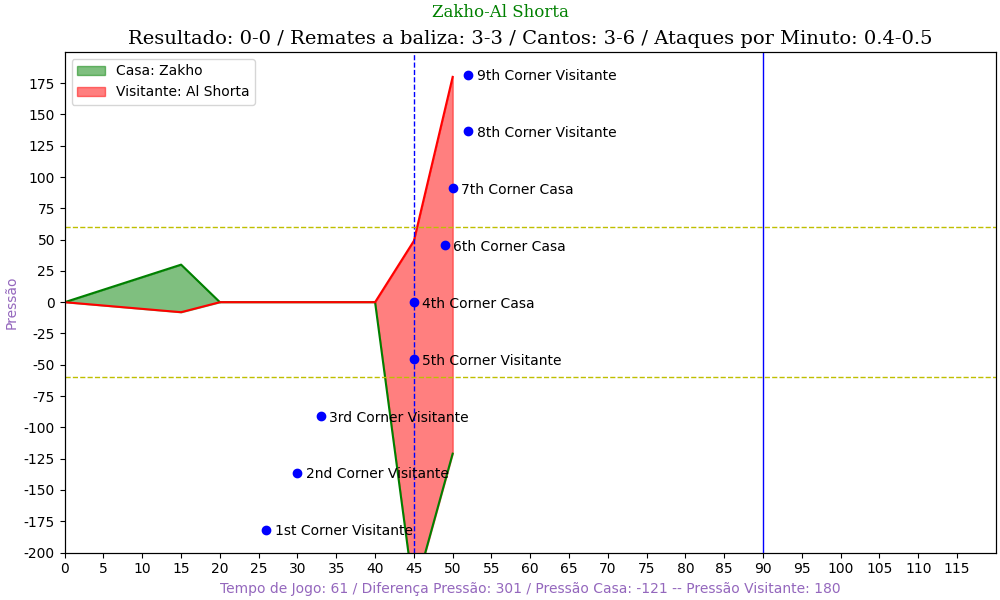 Zakho-Al Shorta
Resultado: 0-0 / Remates a baliza: 3-3 / Cantos: 3-6 / Ataques por Minuto: 0.4-0.5
Casa: Zakho
Visitante: Al Shorta
9th Corner Visitante
8th Corner Visitante
7th Corner Casa
6th Corner Casa
4th Corner Casa
5th Corner Visitante
3rd Corner Visitante
2nd Corner Visitante
1st Corner Visitante
Pressão
175
150
125
100
75
50
25
0
-25
-50
-75
-100
-125
-150
-175
-200
0 5 10 15 20 25 30 35 40 45 50 55 60 65 70 75 80 85 90 95 100 105 110 115
Tempo de Jogo: 61 / Diferença Pressão: 301 / Pressão Casa: -121 -- Pressão Visitante: 180